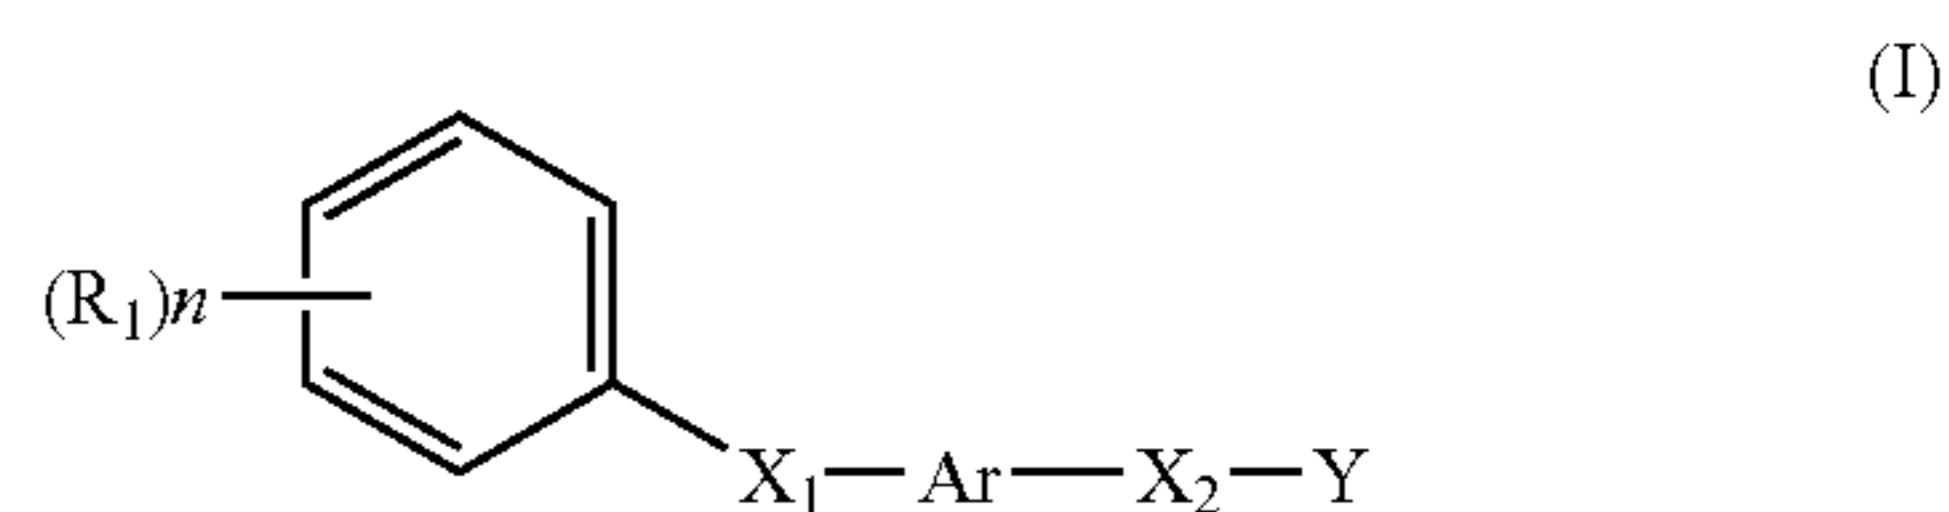 (I)
(R₁)n
X₁—Ar—X₂—Y